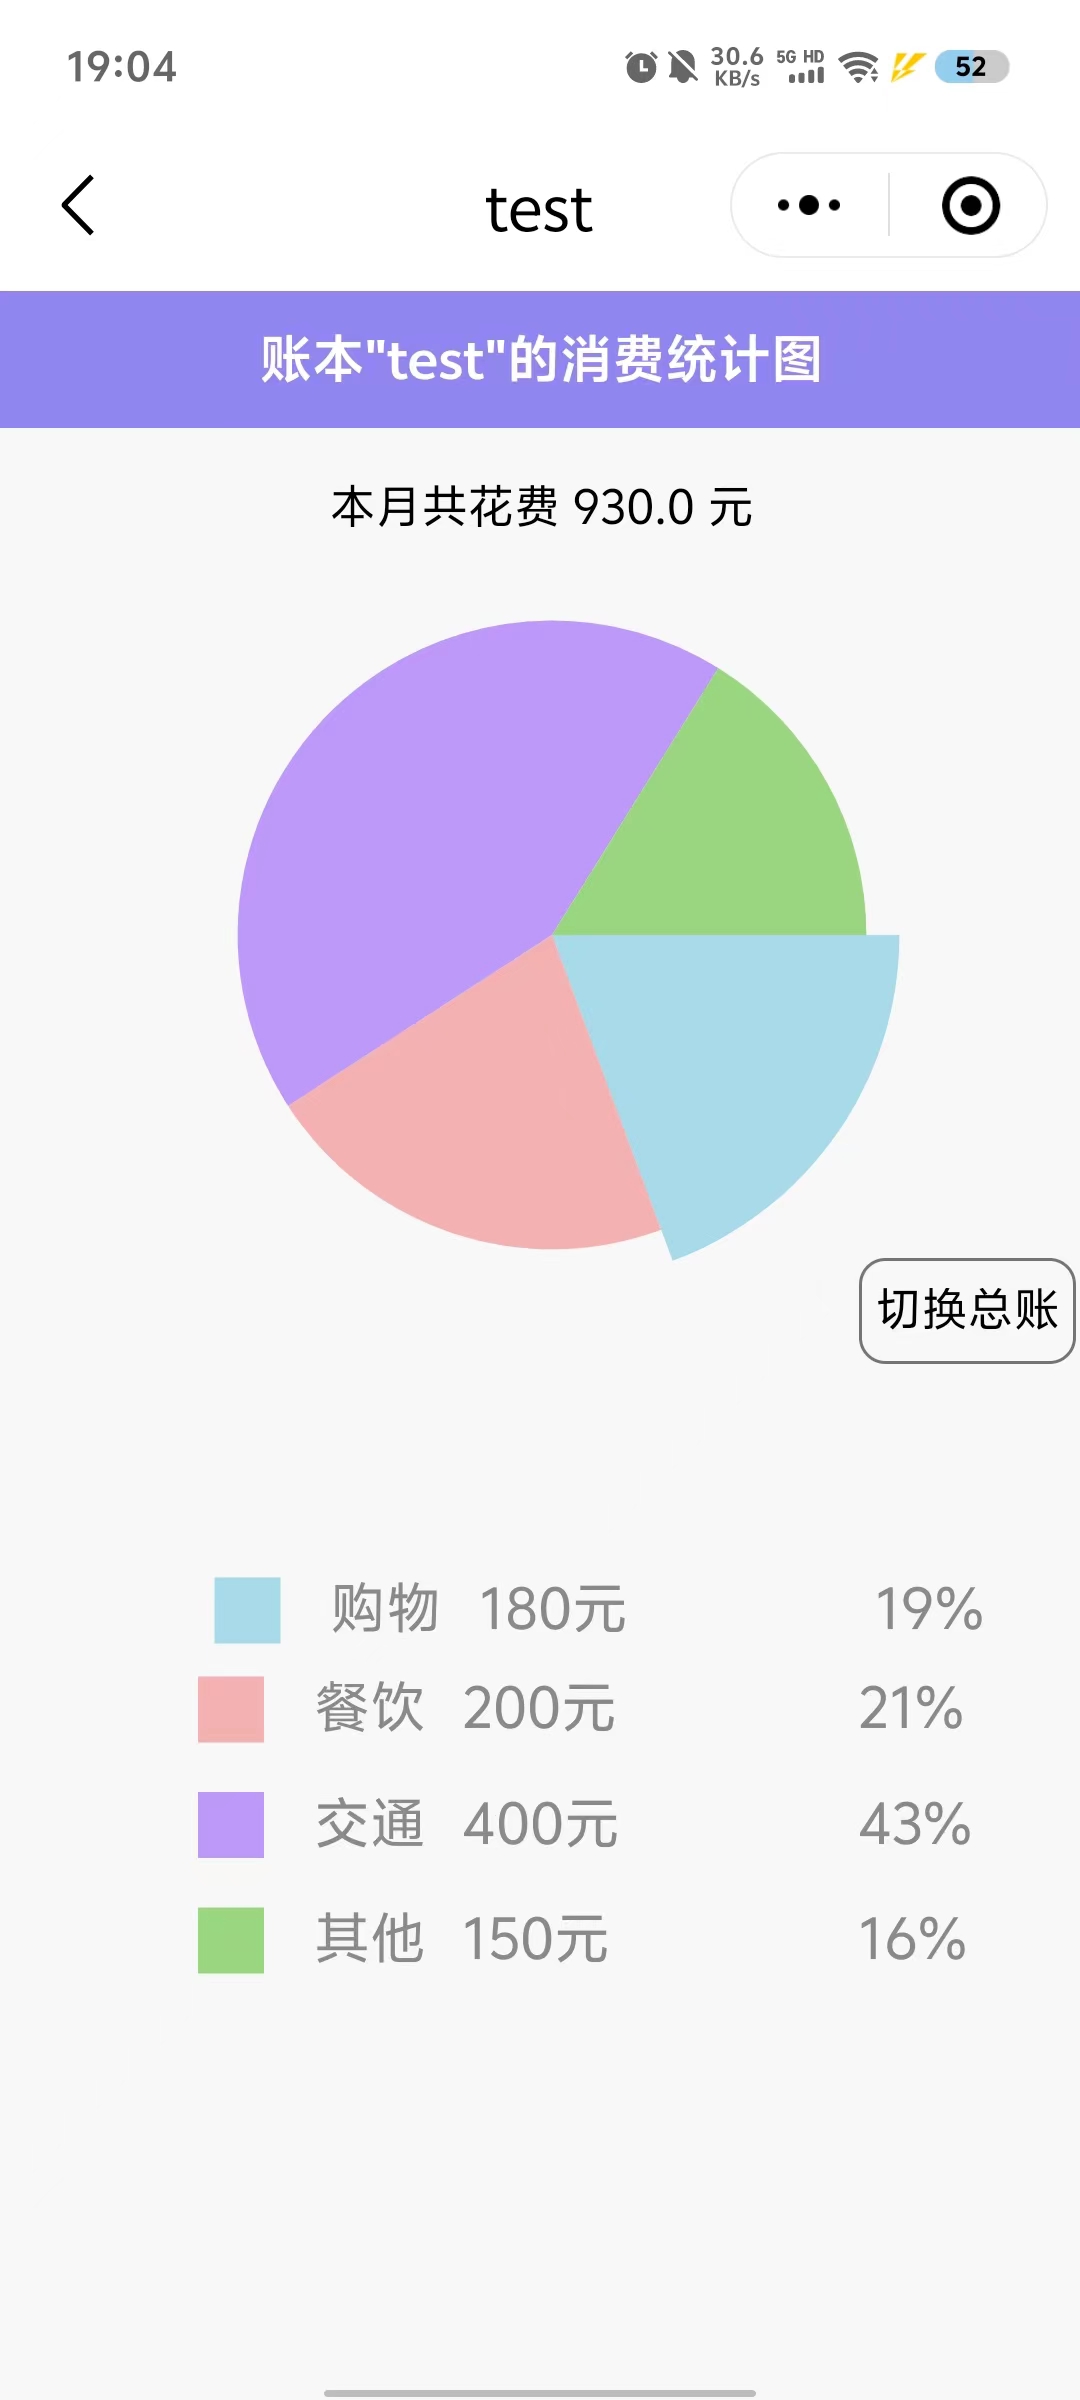 19:04 30.6 KB/s 5G HD 52
test
账本"test"的消费统计图
本月共花费 930.0 元
切换总账
购物 180元 19%
餐饮 200元 21%
交通 400元 43%
其他 150元 16%